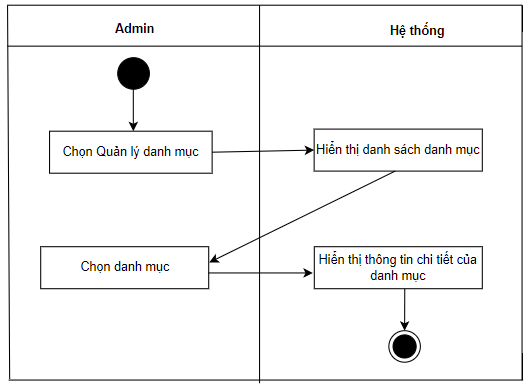 Admin
Hệ thống
Chọn Quản lý danh mục
Hiển thị danh sách danh mục
Chọn danh mục
Hiển thị thông tin chi tiết của
danh mục